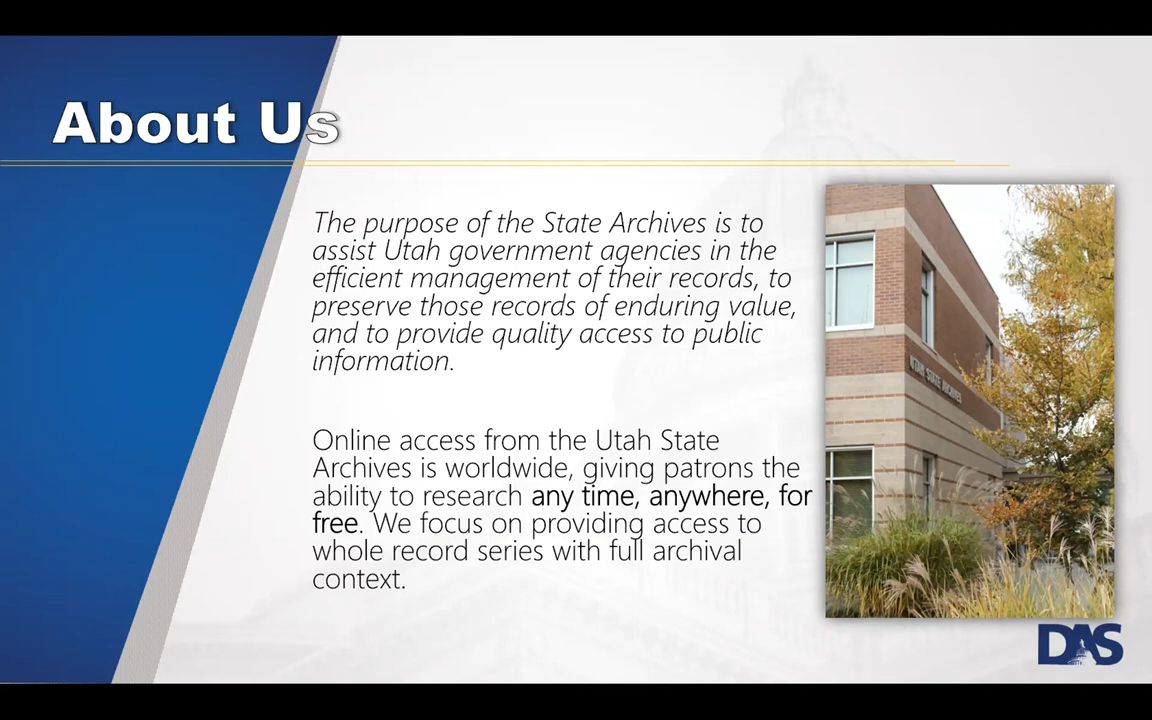 About Us
The purpose of the State Archives is to
assist Utah government agencies in the
efficient management of their records, to
preserve those records of enduring value,
and to provide quality access to public
information.
Online access from the Utah State
Archives is worldwide, giving patrons the
ability to research any time, anywhere, for
free. We focus on providing access to
whole record series with full archival
context.
UTAH STATE ARCHIVES
DAS